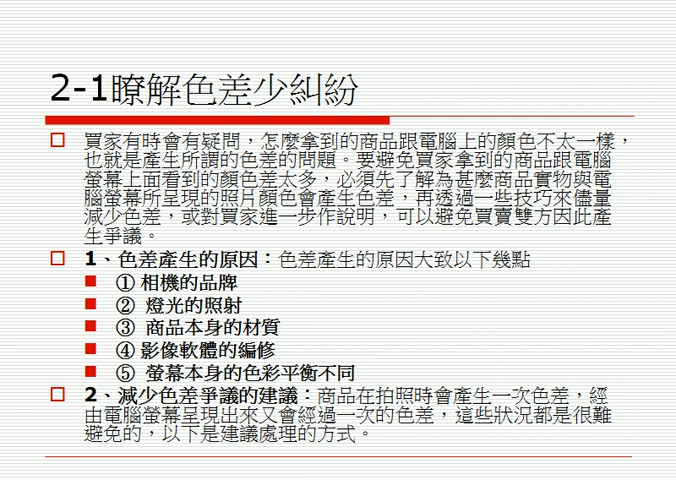 2-1瞭解色差少糾紛
買家有時會有疑問，怎麼拿到的商品跟電腦上的顏色不太一樣，
也就是產生所謂的色差的問題。要避免買家拿到的商品跟電腦
螢幕上面看到的顏色差太多，必須先了解為甚麼商品實物與電
腦螢幕所呈現的照片顏色會產生色差，再透過一些技巧來儘量
減少色差，或對買家進一步作說明，可以避免買賣雙方因此產
生爭議。
1、色差產生的原因：色差產生的原因大致以下幾點
① 相機的品牌
② 燈光的照射
③ 商品本身的材質
④ 影像軟體的編修
⑤ 螢幕本身的色彩平衡不同
2、減少色差爭議的建議：商品在拍照時會產生一次色差，經
由電腦螢幕呈現出來又會經過一次的色差，這些狀況都是很難
避免的，以下是建議處理的方式。